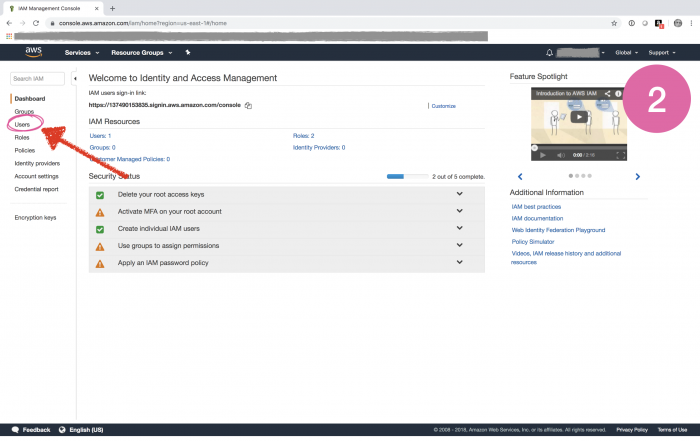 IAM Management Console
console.aws.amazon.com/iam/home?region=us-east-1#/home
aws
Services
Resource Groups
Global
Support
Search IAM
Dashboard
Groups
Users
Roles
Policies
Identity providers
Account settings
Credential report
Encryption keys
Welcome to Identity and Access Management
IAM users sign-in link:
https://137490153835.signin.aws.amazon.com/console
Customize
IAM Resources
Users: 1
Roles: 2
Groups: 0
Identity Providers: 0
Customer Managed Policies: 0
Security Status
2 out of 5 complete.
Delete your root access keys
Activate MFA on your root account
Create individual IAM users
Use groups to assign permissions
Apply an IAM password policy
Feature Spotlight
Introduction to AWS IAM
0:00 / 2:16
2
Additional Information
IAM best practices
IAM documentation
Web Identity Federation Playground
Policy Simulator
Videos, IAM release history and additional
resources
Feedback
English (US)
© 2008 - 2018, Amazon Web Services, Inc. or its affiliates. All rights reserved.
Privacy Policy
Terms of Use